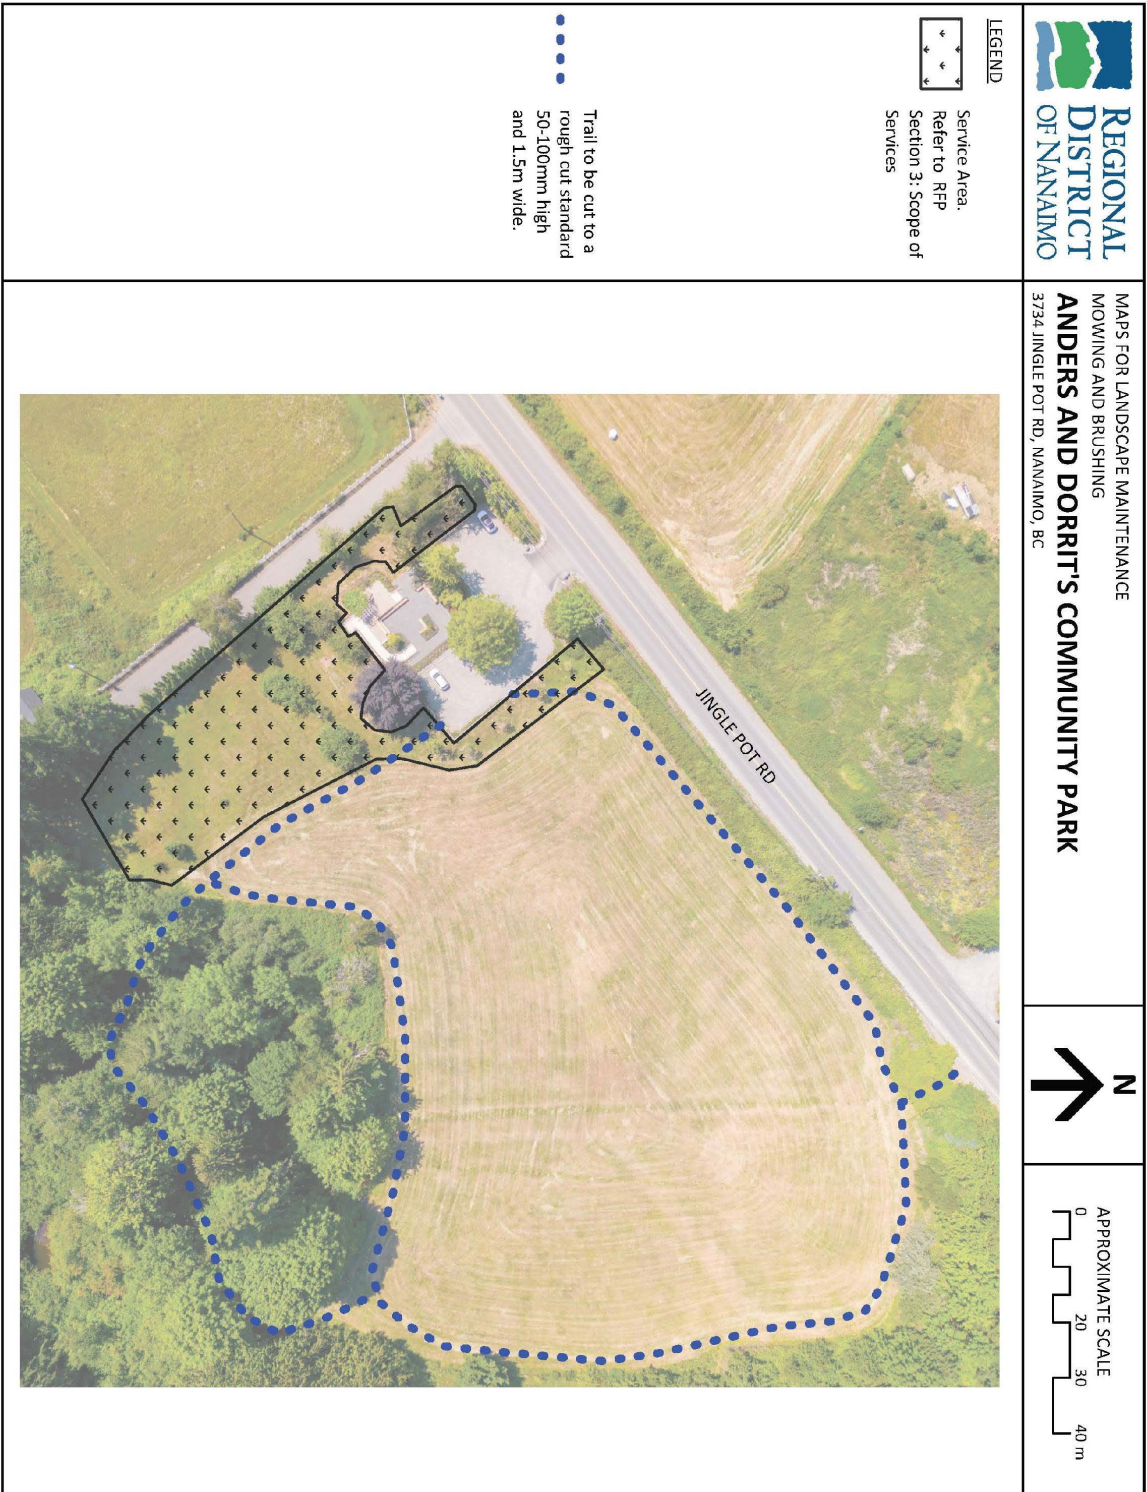 REGIONAL
DISTRICT
OF NANAIMO
MAPS FOR LANDSCAPE MAINTENANCE
MOWING AND BRUSHING
ANDERS AND DORRIT'S COMMUNITY PARK
3734 JINGLE POT RD, NANAIMO, BC
N
APPROXIMATE SCALE
0 20 30 40 m
LEGEND
Service Area.
Refer to RFP
Section 3: Scope of
Services
Trail to be cut to a
rough cut standard
50-100mm high
and 1.5m wide.
JINGLE POT RD